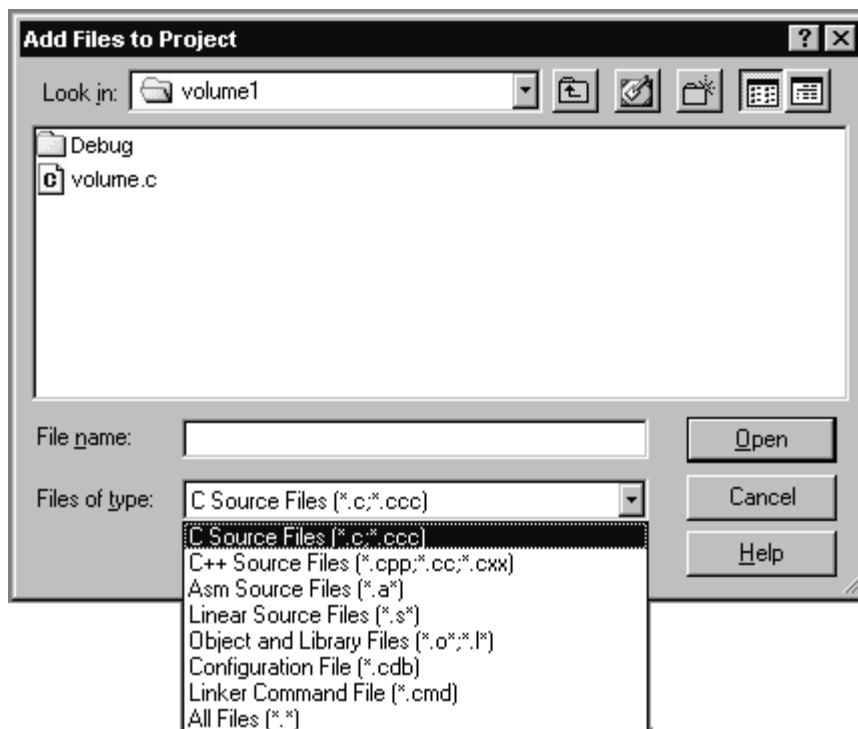 Add Files to Project
Look in: volume1
Debug
volume.c
File name:
Open
Files of type: C Source Files (*.c;*.ccc)
Cancel
C Source Files (*.c;*.ccc)
C++ Source Files (*.cpp;*.cc;*.cxx)
Help
Asm Source Files (*.a*)
Linear Source Files (*.s*)
Object and Library Files (*.o*;*.l*)
Configuration File (*.cdb)
Linker Command File (*.cmd)
All Files (*.*)